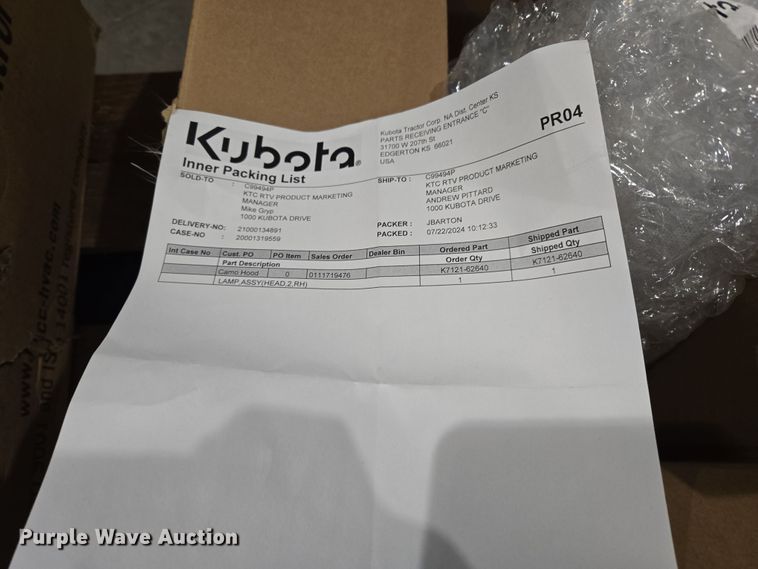 Kubota®
Inner Packing List
Kubota Tractor Corp. NA Dist. Center KS
PARTS RECEIVING ENTRANCE "C"
31700 W 207th St
EDGERTON KS 66021
USA
PR04
SOLD-TO : C99494P
KTC RTV PRODUCT MARKETING
MANAGER
Mike Gryp
1000 KUBOTA DRIVE
SHIP-TO : C99494P
KTC RTV PRODUCT MARKETING
MANAGER
ANDREW PITTARD
1000 KUBOTA DRIVE
DELIVERY-NO: 21000134891
CASE-NO : 20001319559
PACKER : JBARTON
PACKED : 07/22/2024 10:12:33
Int Case No Cust. PO PO Item Sales Order Dealer Bin Ordered Part Shipped Part
Part Description Order Qty Shipped Qty
Camo Hood 0 0111719476 K7121-62640 K7121-62640
LAMP,ASSY(HEAD,2,RH) 1 1
Purple Wave Auction